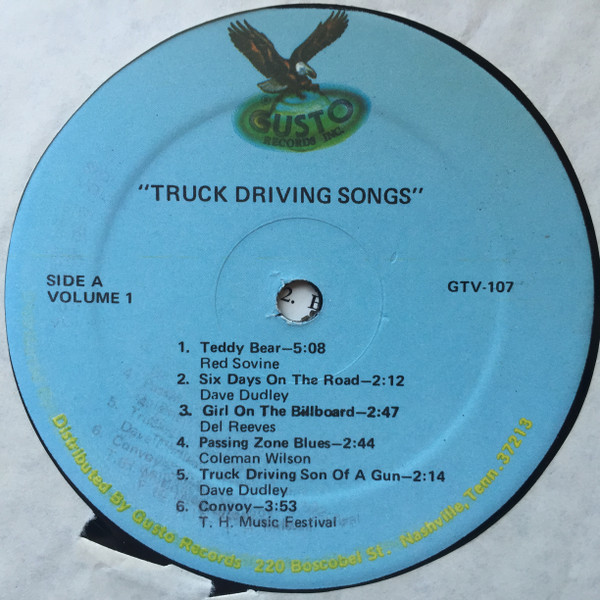 GUSTO
RECORDS INC.
"TRUCK DRIVING SONGS"
SIDE A
VOLUME 1
GTV-107
2.
1. Teddy Bear—5:08
Red Sovine
2. Six Days On The Road—2:12
Dave Dudley
3. Girl On The Billboard—2:47
Del Reeves
4. Passing Zone Blues—2:44
Coleman Wilson
5. Truck Driving Son Of A Gun—2:14
Dave Dudley
6. Convoy—3:53
T. H. Music Festival
Distributed By Gusto Records 220 Boscobel St. - Nashville, Tenn. 37213